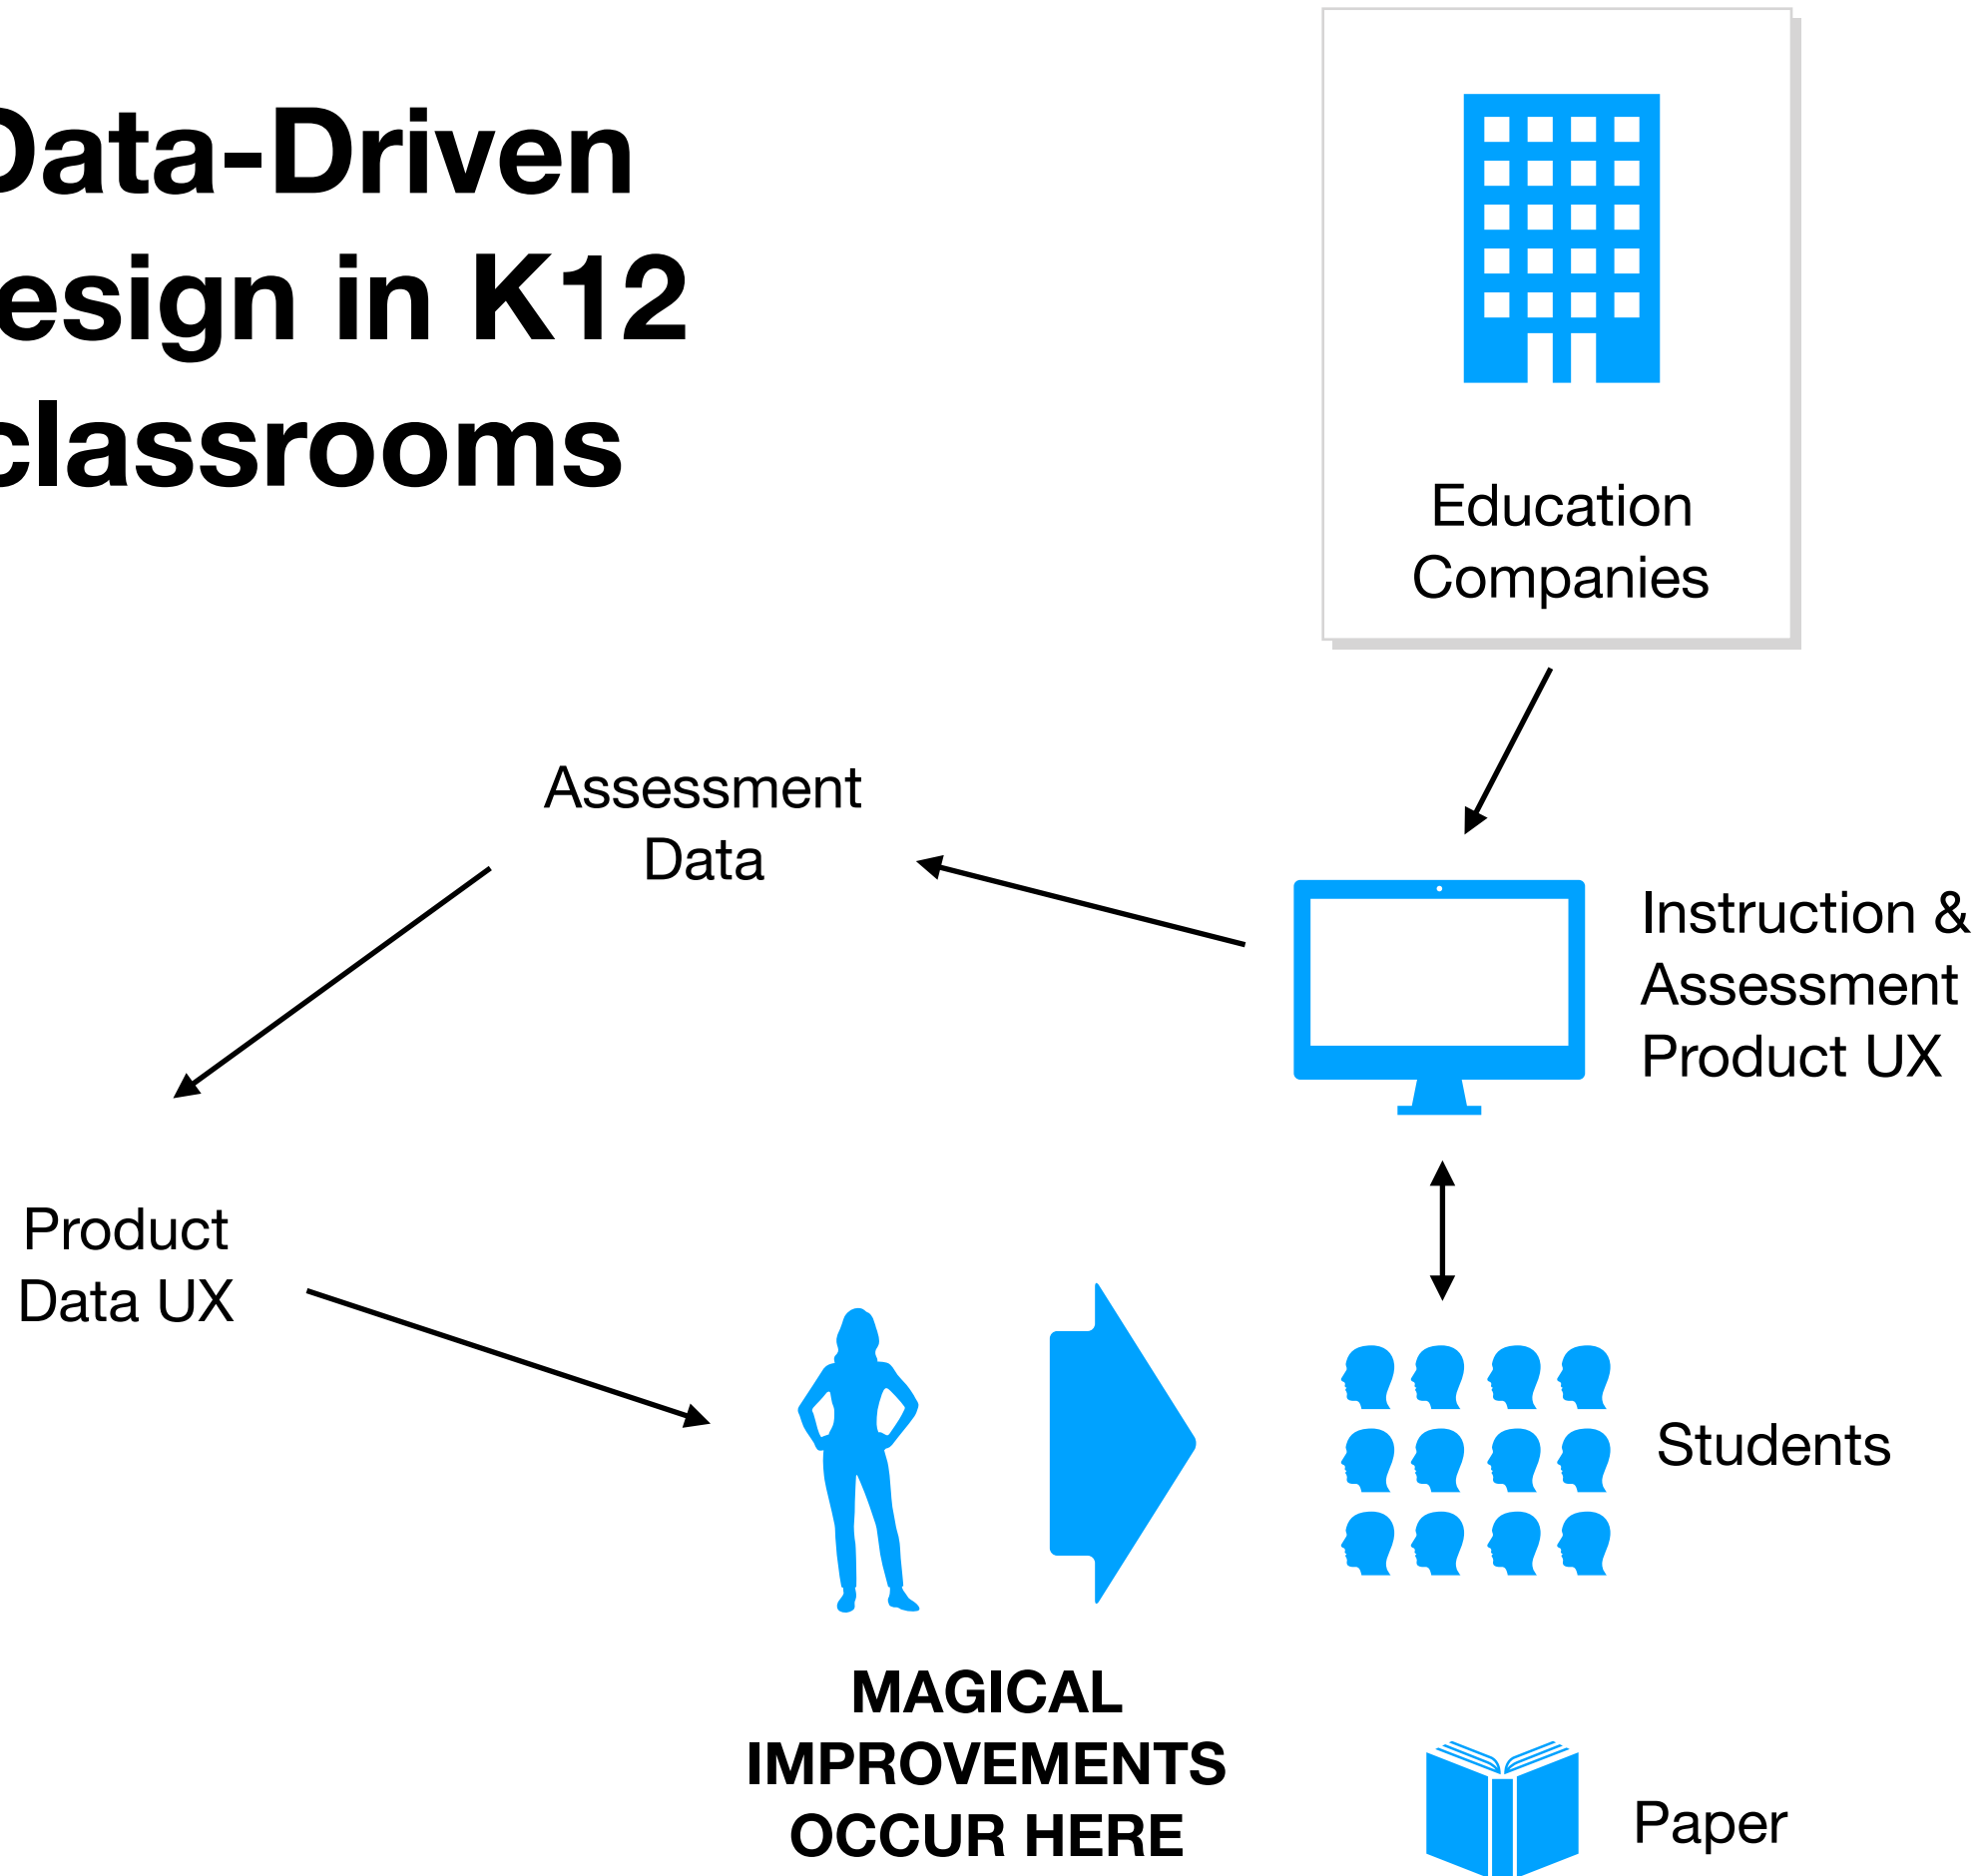 Data-Driven
esign in K12
classrooms
Education
Companies
Assessment
Data
Instruction &
Assessment
Product UX
Product
Data UX
Students
MAGICAL
IMPROVEMENTS
OCCUR HERE
Paper